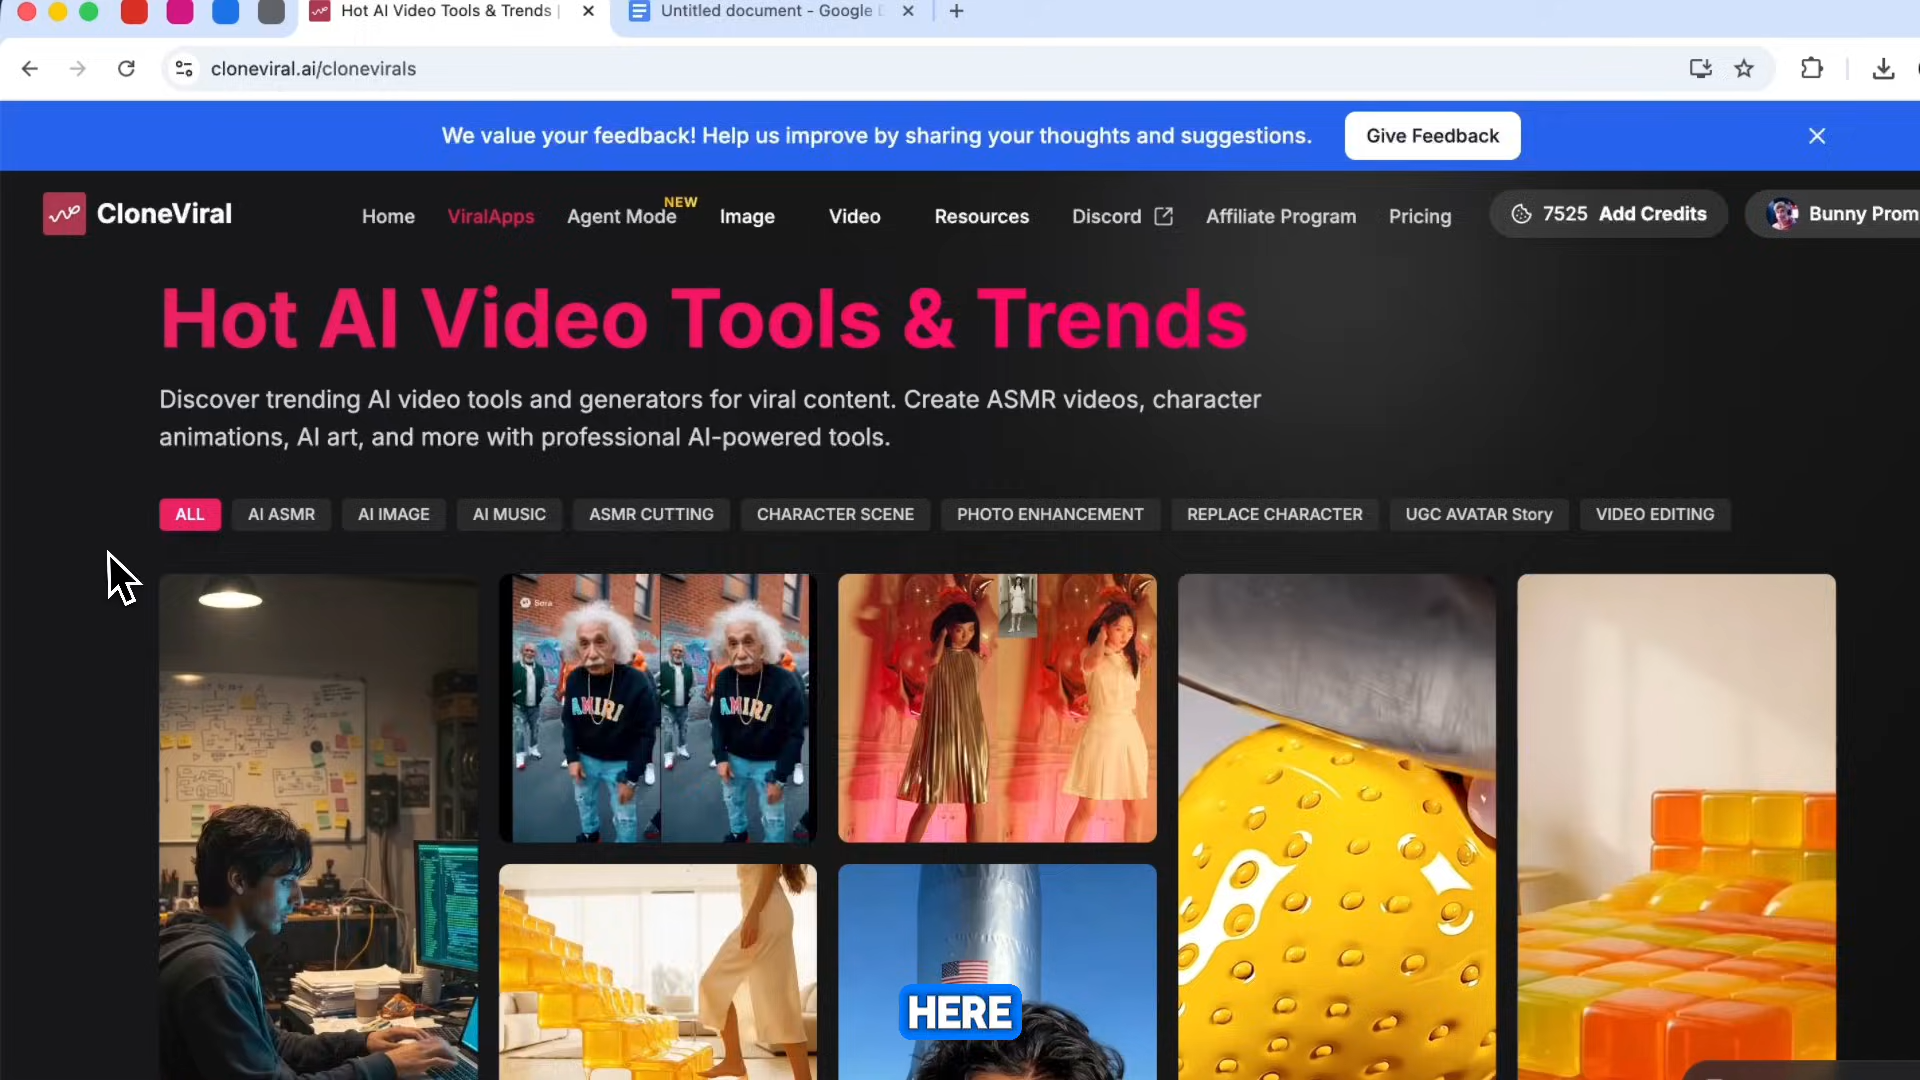 Hot AI Video Tools & Trends |
Untitled document - Google D
cloneviral.ai/clonevirals
We value your feedback! Help us improve by sharing your thoughts and suggestions.
Give Feedback
CloneViral
Home
ViralApps
Agent Mode
NEW
Image
Video
Resources
Discord
Affiliate Program
Pricing
7525 Add Credits
Bunny Prom
Hot AI Video Tools & Trends
Discover trending AI video tools and generators for viral content. Create ASMR videos, character
animations, AI art, and more with professional AI-powered tools.
ALL
AI ASMR
AI IMAGE
AI MUSIC
ASMR CUTTING
CHARACTER SCENE
PHOTO ENHANCEMENT
REPLACE CHARACTER
UGC AVATAR Story
VIDEO EDITING
Sora
AMIRI
AMIRI
HERE